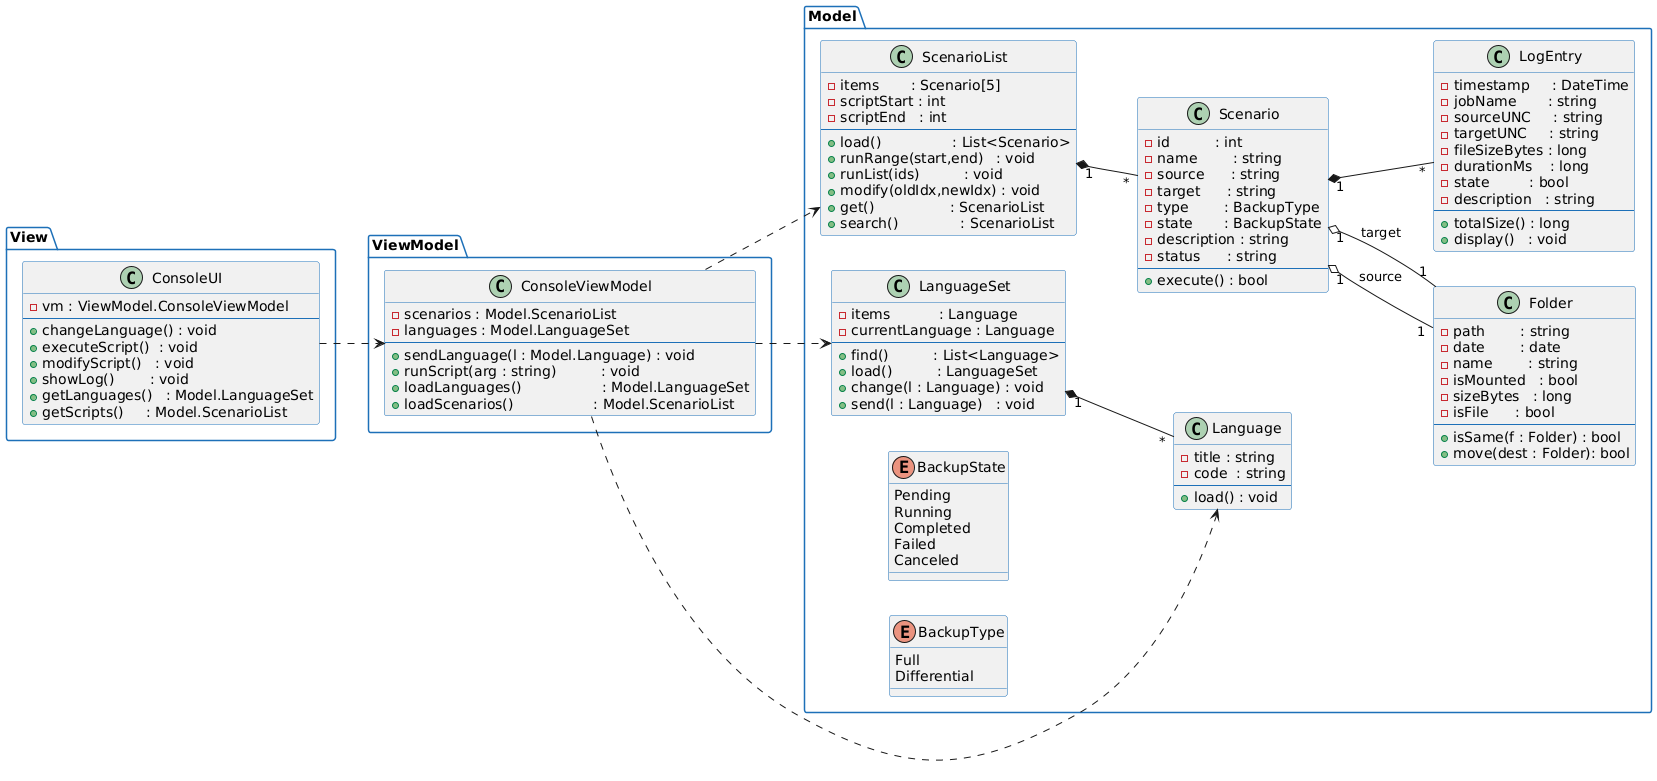 View
C ConsoleUI
vm : ViewModel.ConsoleViewModel
changeLanguage() : void
executeScript() : void
modifyScript() : void
showLog() : void
getLanguages() : Model.LanguageSet
getScripts() : Model.ScenarioList
ViewModel
C ConsoleViewModel
scenarios : Model.ScenarioList
languages : Model.LanguageSet
sendLanguage(l : Model.Language) : void
runScript(arg : string) : void
loadLanguages() : Model.LanguageSet
loadScenarios() : Model.ScenarioList
Model
C ScenarioList
items : Scenario[5]
scriptStart : int
scriptEnd : int
load() : List<Scenario>
runRange(start,end) : void
runList(ids) : void
modify(oldIdx,newIdx) : void
get() : ScenarioList
search() : ScenarioList
1
*
C Scenario
id : int
name : string
source : string
target : string
type : BackupType
state : BackupState
description : string
status : string
execute() : bool
1
*
1
target
1
1
source
1
C LogEntry
timestamp : DateTime
jobName : string
sourceUNC : string
targetUNC : string
fileSizeBytes : long
durationMs : long
state : bool
description : string
totalSize() : long
display() : void
C Folder
path : string
date : date
name : string
isMounted : bool
sizeBytes : long
isFile : bool
isSame(f : Folder) : bool
move(dest : Folder): bool
C LanguageSet
items : Language
currentLanguage : Language
find() : List<Language>
load() : LanguageSet
change(l : Language) : void
send(l : Language) : void
1
*
C Language
title : string
code : string
load() : void
E BackupState
Pending
Running
Completed
Failed
Canceled
E BackupType
Full
Differential